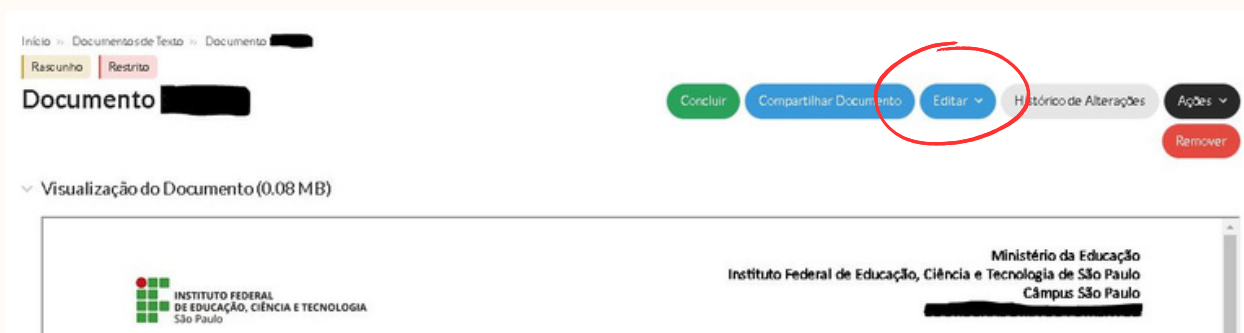 Início » Documentos de Texto » Documento
Rascunho Restrito
Documento
Concluir Compartilhar Documento Editar Histórico de Alterações Ações
Remover
Visualização do Documento (0.08 MB)
Ministério da Educação
Instituto Federal de Educação, Ciência e Tecnologia de São Paulo
Câmpus São Paulo
INSTITUTO FEDERAL
DE EDUCAÇÃO, CIÊNCIA E TECNOLOGIA
São Paulo